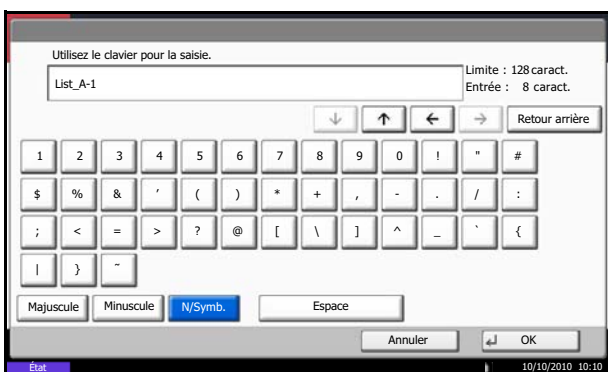 Utilisez le clavier pour la saisie.
List_A-1
Limite : 128 caract.
Entrée : 8 caract.
↓ ↑ ← → Retour arrière
1 2 3 4 5 6 7 8 9 0 ! " #
$ % & ′ ( ) * + , - . / :
; < = > ? @ [ \ ] ^ _ ` {
| } ~
Majuscule Minuscule N/Symb. Espace
Annuler OK
État 10/10/2010 10:10